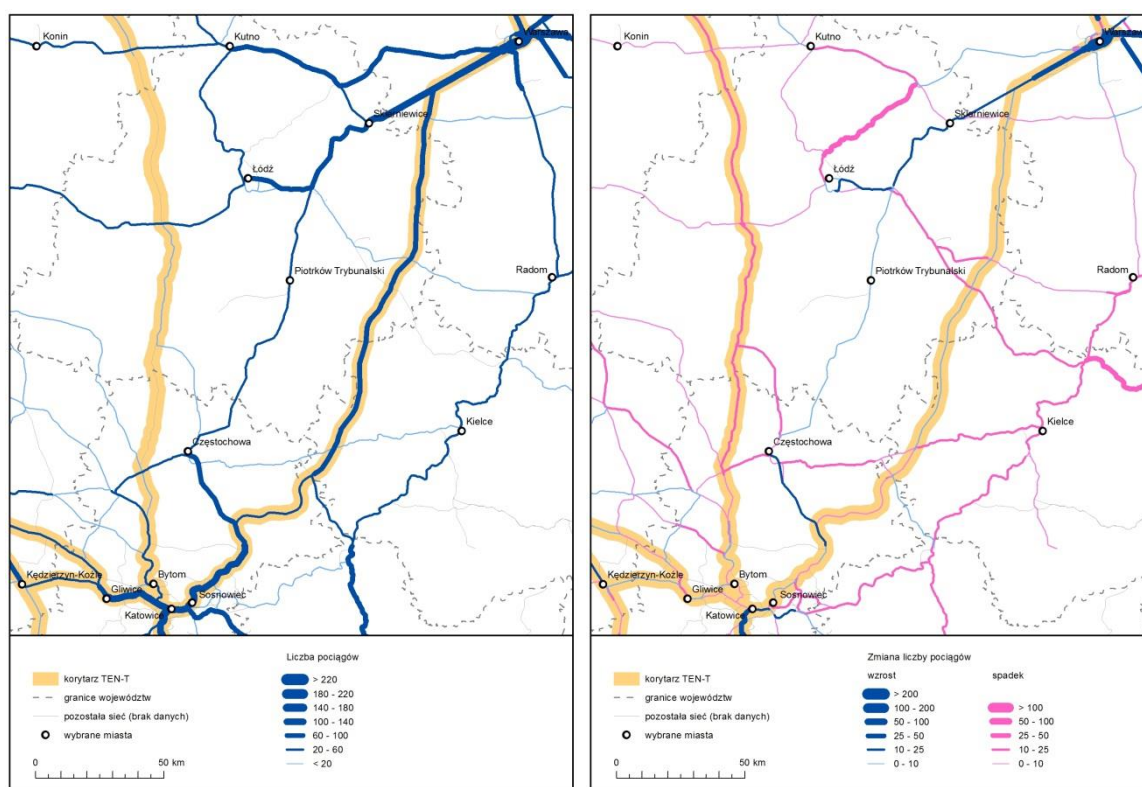 Konin
Kutno
Warszawa
Skierniewice
Łódź
Piotrków Trybunalski
Radom
Kielce
Częstochowa
Kędzierzyn-Koźle
Bytom
Gliwice
Sosnowiec
Katowice
korytarz TEN-T
granice województw
pozostała sieć (brak danych)
wybrane miasta
0 50 km
Liczba pociągów
> 220
180 - 220
140 - 180
100 - 140
60 - 100
20 - 60
< 20
Konin
Kutno
Warszawa
Skierniewice
Łódź
Piotrków Trybunalski
Radom
Kielce
Częstochowa
Kędzierzyn-Koźle
Bytom
Gliwice
Sosnowiec
Katowice
korytarz TEN-T
granice województw
pozostała sieć (brak danych)
wybrane miasta
0 50 km
Zmiana liczby pociągów
wzrost
> 200
100 - 200
50 - 100
25 - 50
10 - 25
0 - 10
spadek
> 100
50 - 100
25 - 50
10 - 25
0 - 10